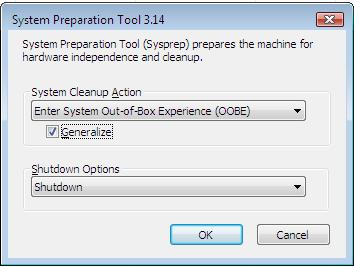 System Preparation Tool 3.14
System Preparation Tool (Sysprep) prepares the machine for
hardware independence and cleanup.
System Cleanup Action
Enter System Out-of-Box Experience (OOBE)
Generalize
Shutdown Options
Shutdown
OK
Cancel